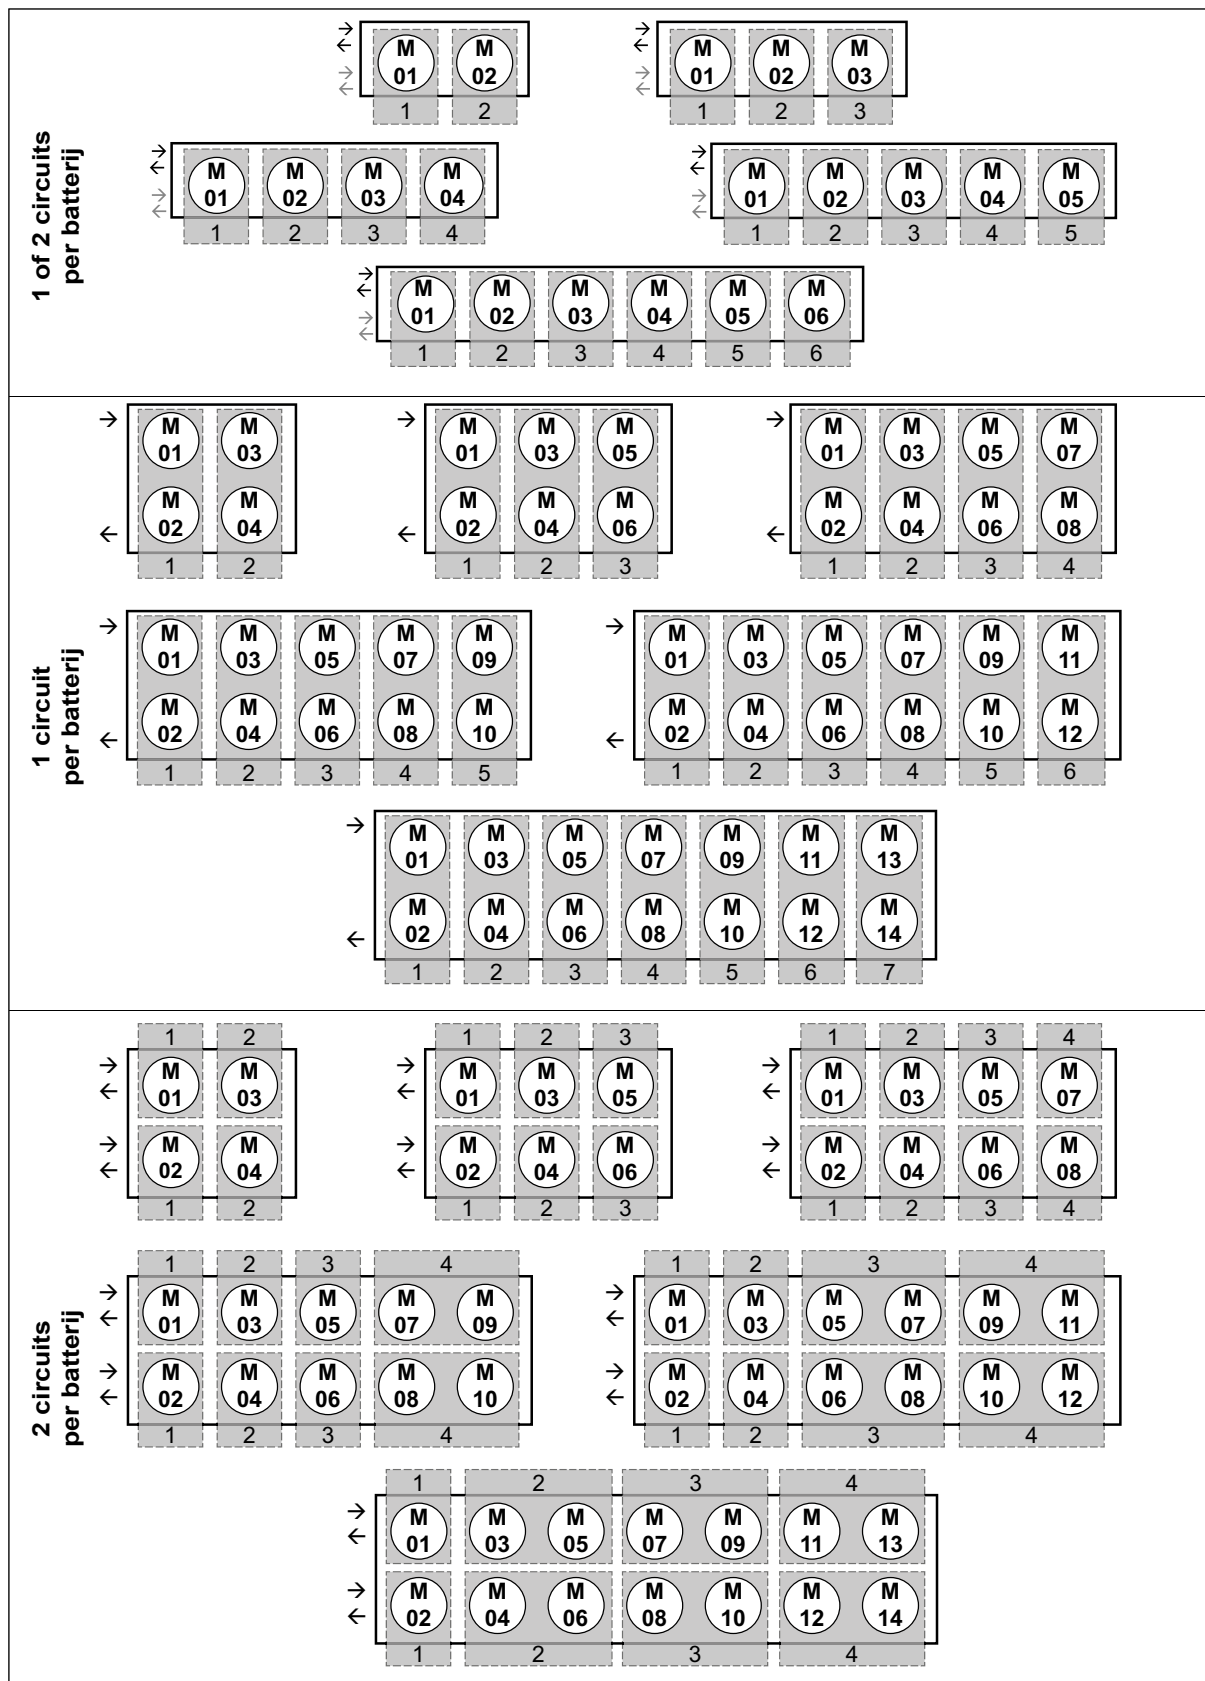 1 of 2 circuits
per batterij
M M
01 02
1 2
M M M
01 02 03
1 2 3
M M M M
01 02 03 04
1 2 3 4
M M M M M
01 02 03 04 05
1 2 3 4 5
M M M M M M
01 02 03 04 05 06
1 2 3 4 5 6
1 circuit
per batterij
M M
01 03
M M
02 04
1 2
M M M
01 03 05
M M M
02 04 06
1 2 3
M M M M
01 03 05 07
M M M M
02 04 06 08
1 2 3 4
M M M M M
01 03 05 07 09
M M M M M
02 04 06 08 10
1 2 3 4 5
M M M M M M
01 03 05 07 09 11
M M M M M M
02 04 06 08 10 12
1 2 3 4 5 6
M M M M M M M
01 03 05 07 09 11 13
M M M M M M M
02 04 06 08 10 12 14
1 2 3 4 5 6 7
2 circuits
per batterij
1 2
M M
01 03
M M
02 04
1 2
1 2 3
M M M
01 03 05
M M M
02 04 06
1 2 3
1 2 3 4
M M M M
01 03 05 07
M M M M
02 04 06 08
1 2 3 4
1 2 3 4
M M M M M
01 03 05 07 09
M M M M M
02 04 06 08 10
1 2 3 4
1 2 3 4
M M M M M M
01 03 05 07 09 11
M M M M M M
02 04 06 08 10 12
1 2 3 4
1 2 3 4
M M M M M M M
01 03 05 07 09 11 13
M M M M M M M
02 04 06 08 10 12 14
1 2 3 4